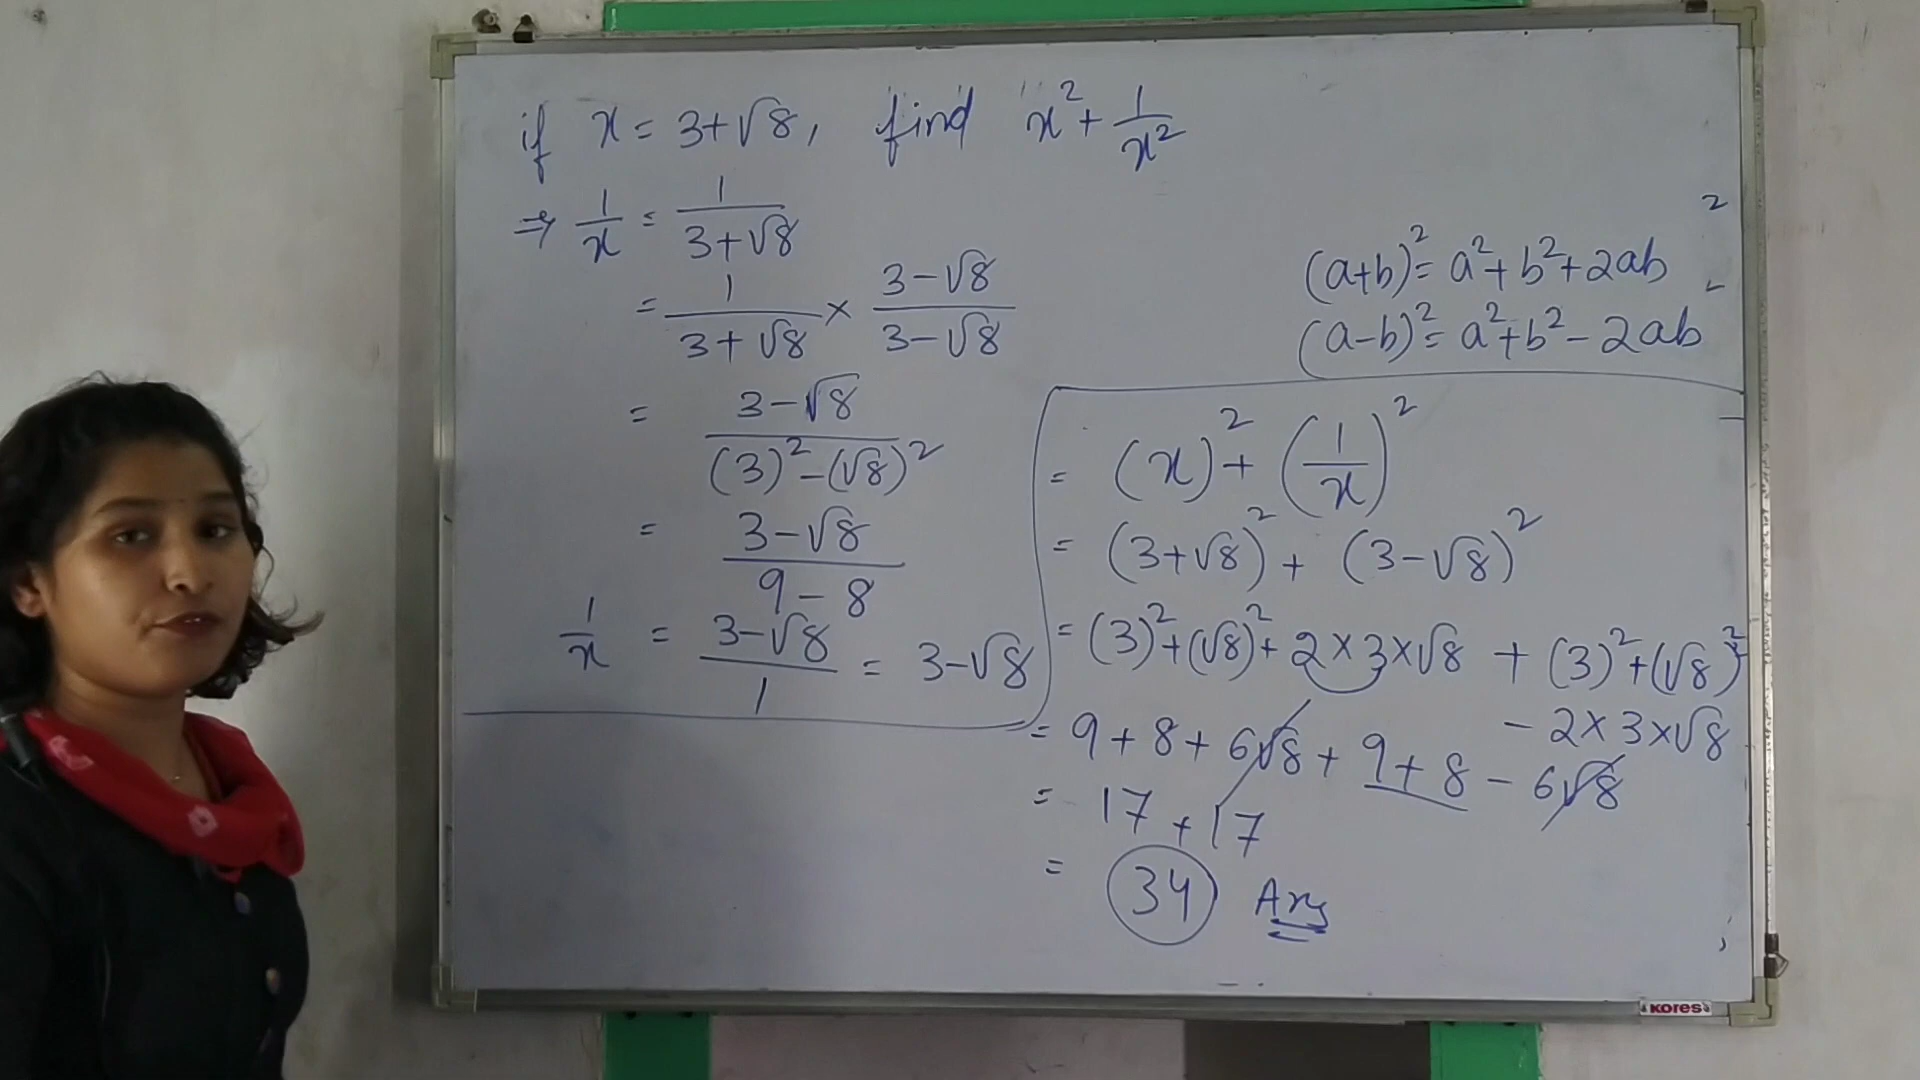 if x = 3+√8, find x² + 1/x²
⇒ 1/x = 1/(3+√8)
= 1/(3+√8) × (3-√8)/(3-√8)
= (3-√8)/((3)²-(√8)²)
= (3-√8)/(9-8)
1/x = (3-√8)/1 = 3-√8
(a+b)² = a²+b²+2ab
(a-b)² = a²+b²-2ab
= (x)² + (1/x)²
= (3+√8)² + (3-√8)²
= (3)²+(√8)²+2×3×√8 + (3)²+(√8)²
-2×3×√8
= 9+8+6√8+9+8-6√8
= 17+17
= 34 Ans
KORES